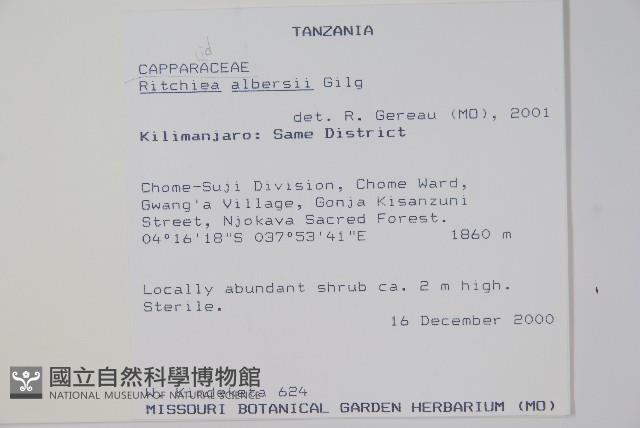 TANZANIA
CAPPARACEAE
Ritchiea albersii Gilg
det. R. Gereau (MO), 2001
Kilimanjaro: Same District
Chome-Suji Division, Chome Ward,
Gwang'a Village, Gonja Kisanzuni
Street, Njokava Sacred Forest.
04°16'18"S 037°53'41"E 1860 m
Locally abundant shrub ca. 2 m high.
Sterile.
16 December 2000
國立自然科學博物館
NATIONAL MUSEUM OF NATURAL SCIENCE
624
MISSOURI BOTANICAL GARDEN HERBARIUM (MO)